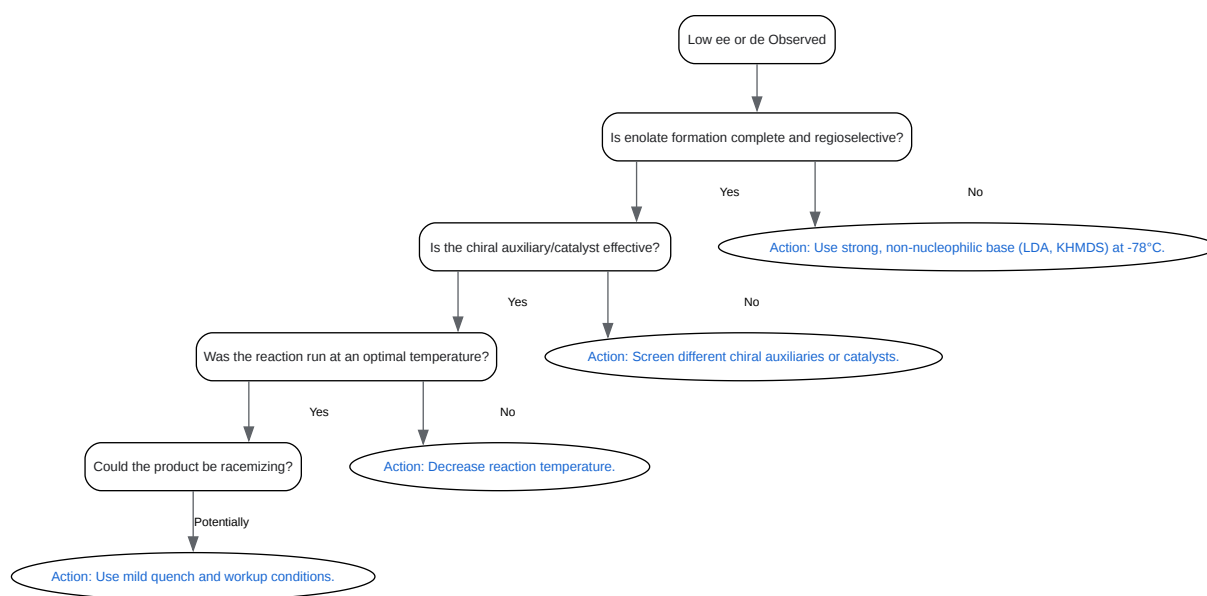 Low ee or de Observed
Is enolate formation complete and regioselective?
Yes
No
Is the chiral auxiliary/catalyst effective?
Action: Use strong, non-nucleophilic base (LDA, KHMDS) at -78°C.
Yes
No
Was the reaction run at an optimal temperature?
Action: Screen different chiral auxiliaries or catalysts.
Yes
No
Could the product be racemizing?
Action: Decrease reaction temperature.
Potentially
Action: Use mild quench and workup conditions.